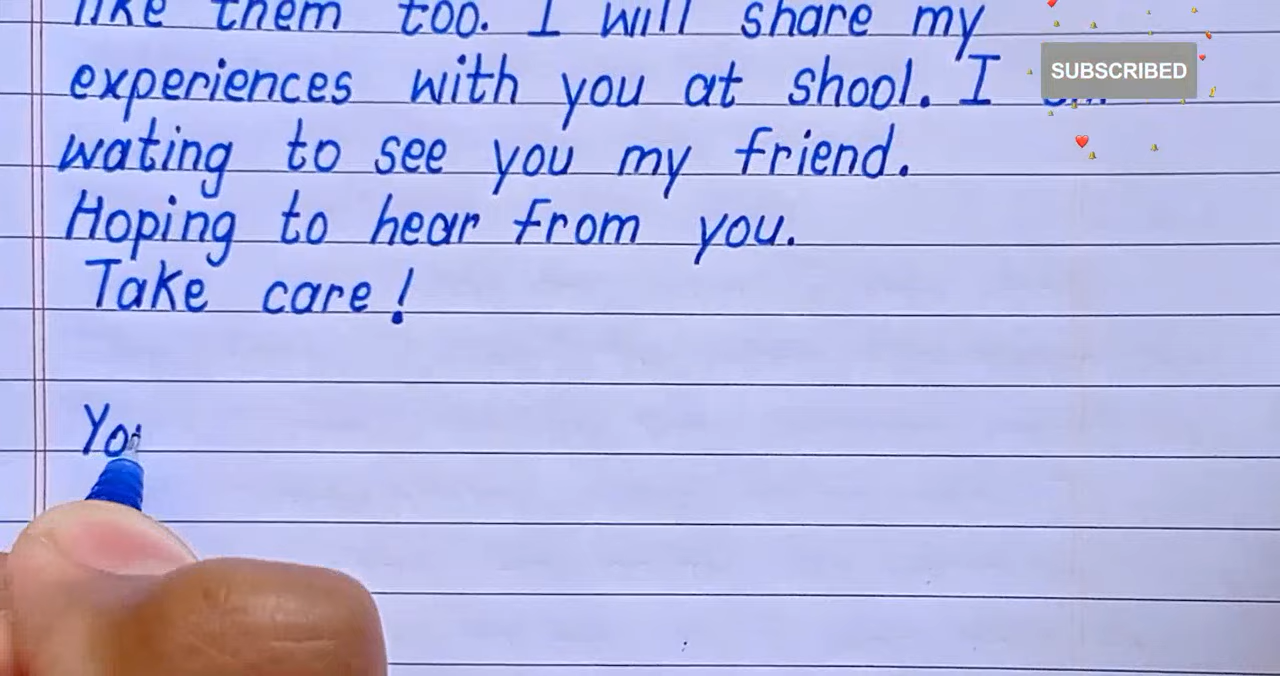 like them too. I will share my
SUBSCRIBED
experiences with you at shool. I am
wating to see you my friend.
Hoping to hear from you.
Take care!
Yo